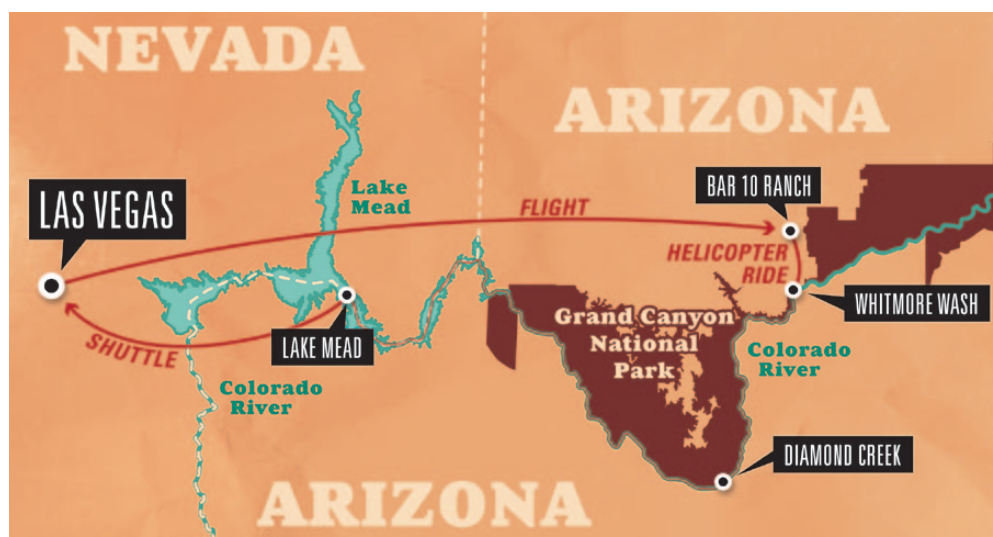 NEVADA
ARIZONA
LAS VEGAS
Lake
Mead
FLIGHT
BAR 10 RANCH
HELICOPTER
RIDE
WHITMORE WASH
SHUTTLE
LAKE MEAD
Grand Canyon
National
Park
Colorado
River
Colorado
River
DIAMOND CREEK
ARIZONA